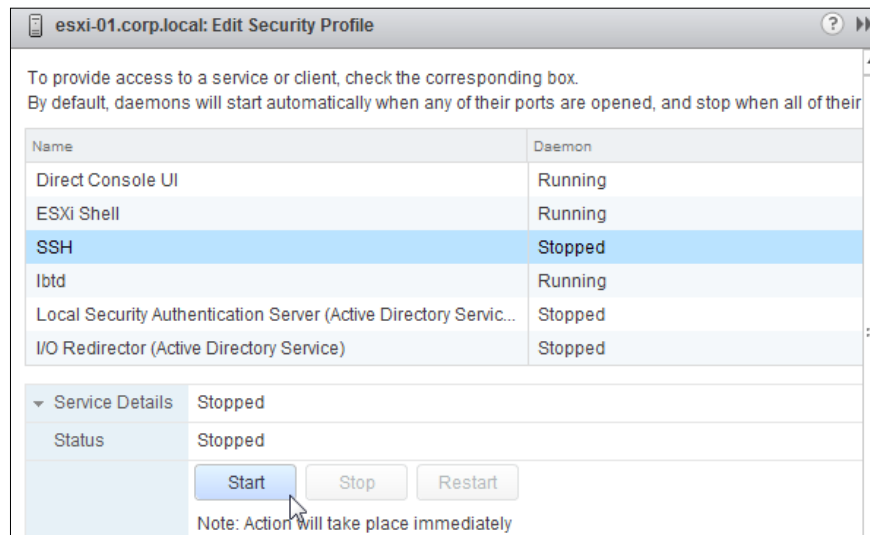 esxi-01.corp.local: Edit Security Profile
To provide access to a service or client, check the corresponding box.
By default, daemons will start automatically when any of their ports are opened, and stop when all of their
Name Daemon
Direct Console UI Running
ESXi Shell Running
SSH Stopped
lbtd Running
Local Security Authentication Server (Active Directory Servic... Stopped
I/O Redirector (Active Directory Service) Stopped
Service Details Stopped
Status Stopped
Start Stop Restart
Note: Action will take place immediately